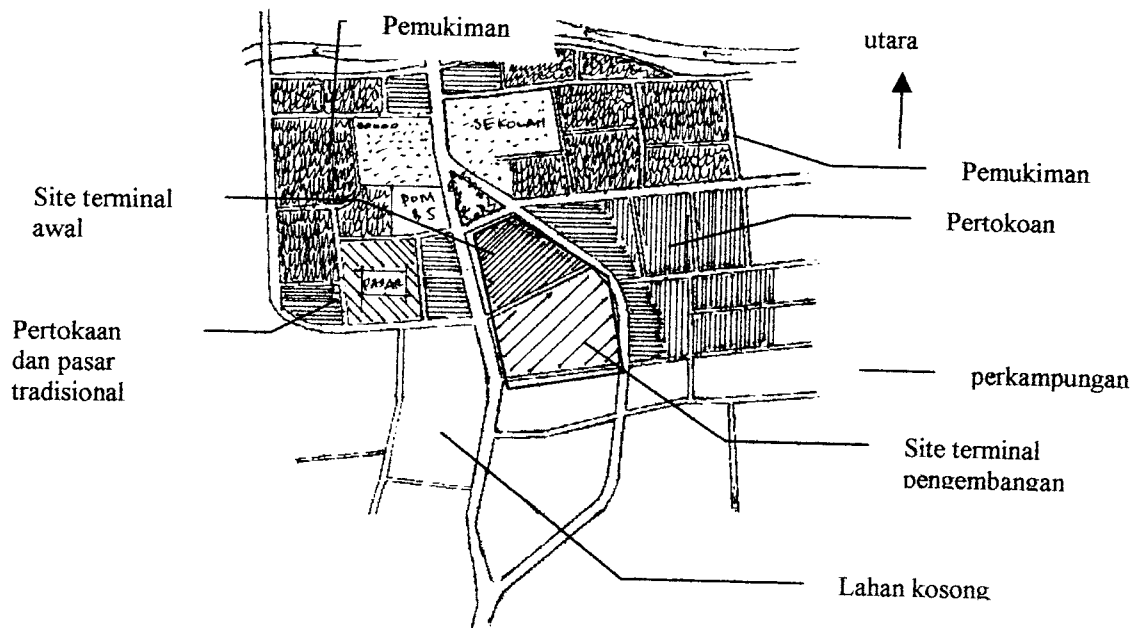 Pemukiman
utara
SEKOLAH
Pemukiman
Site terminal
awal
POM
& S
Pertokoan
PASAR
Pertokaan
dan pasar
tradisional
perkampungan
Site terminal
pengembangan
Lahan kosong